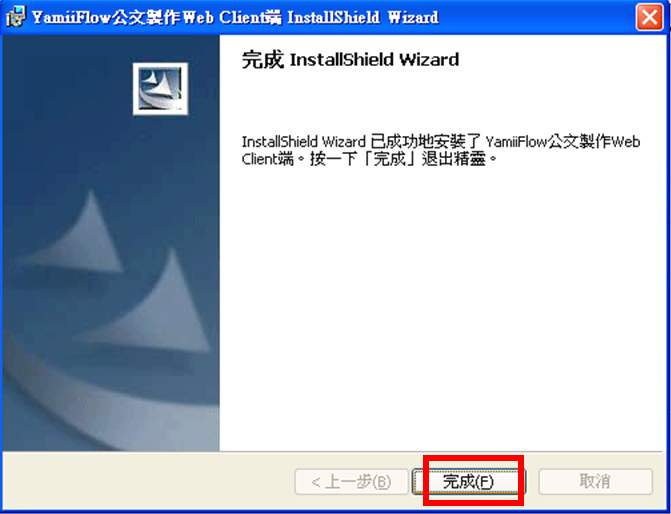 YamiiFlow公文製作Web Client端 InstallShield Wizard
完成 InstallShield Wizard
InstallShield Wizard 已成功地安裝了 YamiiFlow公文製作Web
Client端。按一下「完成」退出精靈。
< 上一步(B)
完成(F)
取消